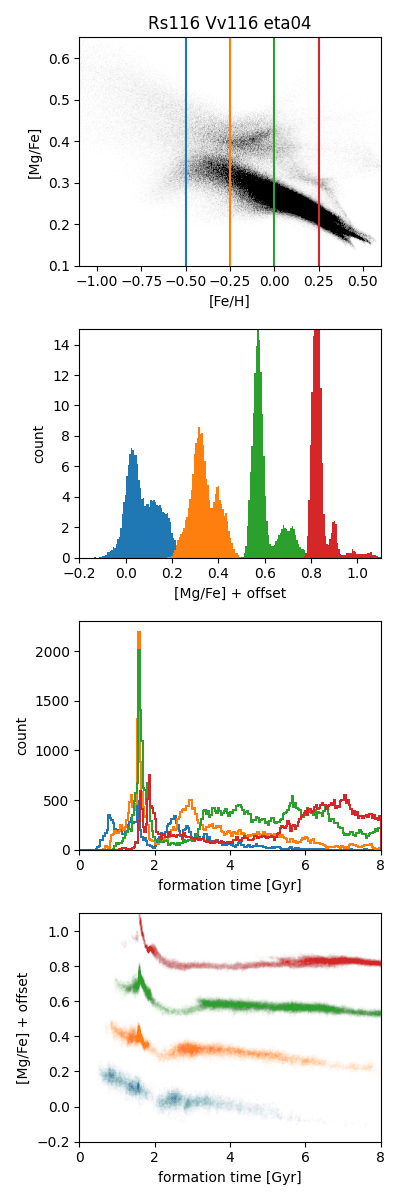 Rs116 Vv116 eta04
0.6
0.5
0.4
0.3
0.2
0.1
[Mg/Fe]
−1.00 −0.75 −0.50 −0.25 0.00 0.25 0.50
[Fe/H]
14
12
10
8
6
4
2
0
count
−0.2 0.0 0.2 0.4 0.6 0.8 1.0
[Mg/Fe] + offset
2000
1500
1000
500
0
count
0 2 4 6 8
formation time [Gyr]
1.0
0.8
0.6
0.4
0.2
0.0
−0.2
[Mg/Fe] + offset
0 2 4 6 8
formation time [Gyr]